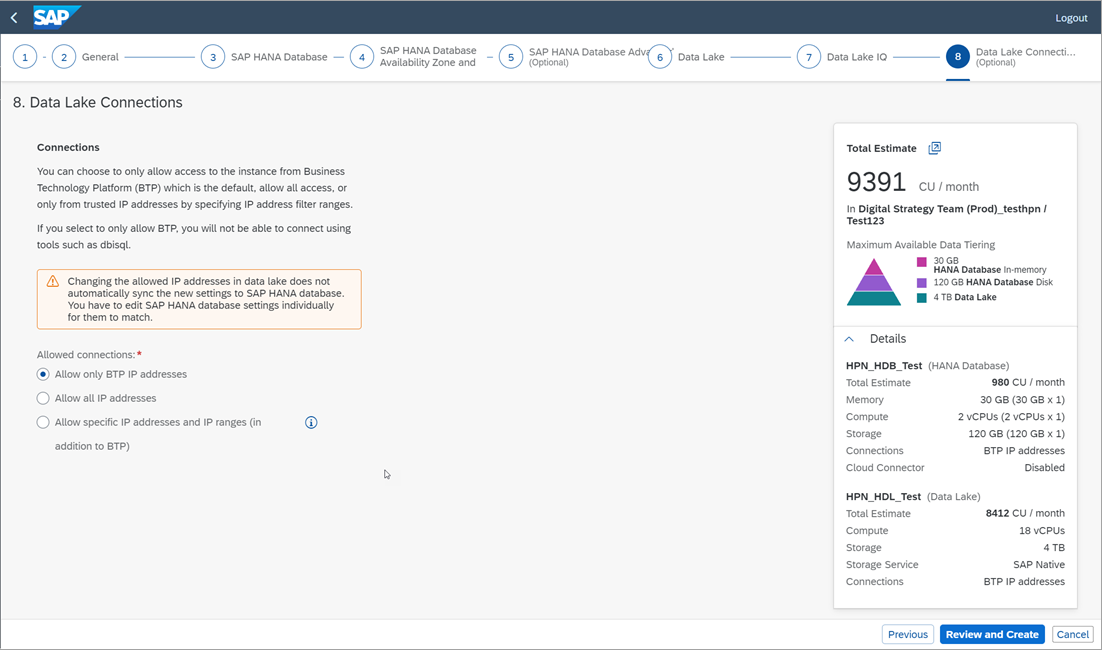 SAP
Logout
1
2
General
3
SAP HANA Database
4
SAP HANA Database
Availability Zone and
5
SAP HANA Database Adva
(Optional)
6
Data Lake
7
Data Lake IQ
8
Data Lake Connecti...
(Optional)
8. Data Lake Connections
Connections
You can choose to only allow access to the instance from Business
Technology Platform (BTP) which is the default, allow all access, or
only from trusted IP addresses by specifying IP address filter ranges.
If you select to only allow BTP, you will not be able to connect using
tools such as dbisql.
Changing the allowed IP addresses in data lake does not
automatically sync the new settings to SAP HANA database.
You have to edit SAP HANA database settings individually
for them to match.
Allowed connections:*
Allow only BTP IP addresses
Allow all IP addresses
Allow specific IP addresses and IP ranges (in
addition to BTP)
Total Estimate
9391 CU / month
In Digital Strategy Team (Prod)_testhpn /
Test123
Maximum Available Data Tiering
30 GB
HANA Database In-memory
120 GB HANA Database Disk
4 TB Data Lake
Details
HPN_HDB_Test (HANA Database)
Total Estimate 980 CU / month
Memory 30 GB (30 GB x 1)
Compute 2 vCPUs (2 vCPUs x 1)
Storage 120 GB (120 GB x 1)
Connections BTP IP addresses
Cloud Connector Disabled
HPN_HDL_Test (Data Lake)
Total Estimate 8412 CU / month
Compute 18 vCPUs
Storage 4 TB
Storage Service SAP Native
Connections BTP IP addresses
Previous
Review and Create
Cancel